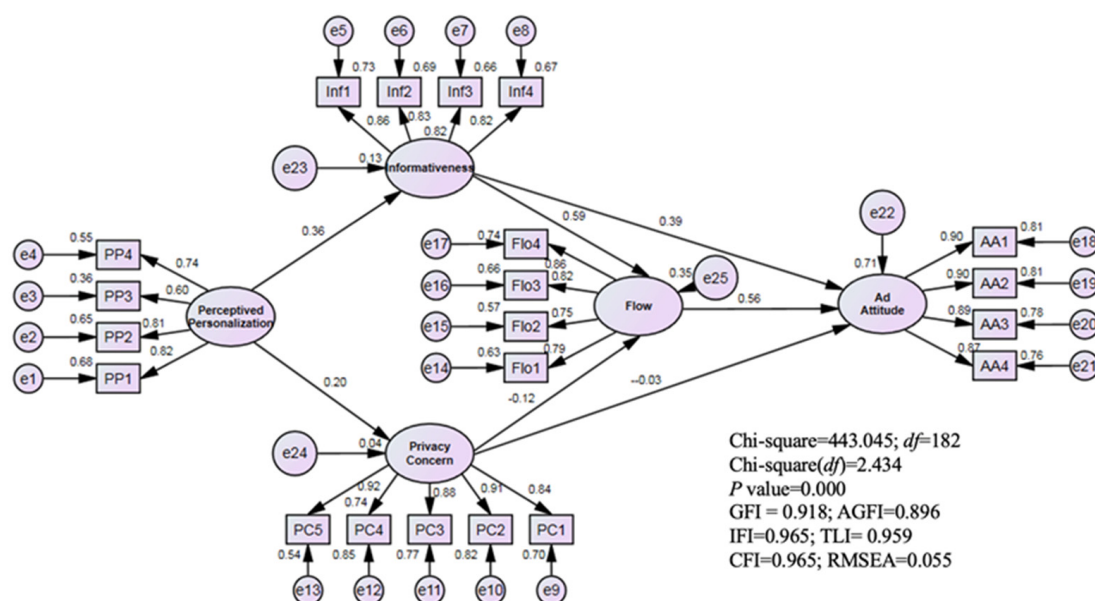 e5 e6 e7 e8
0.73 0.69 0.66 0.67
Inf1 Inf2 Inf3 Inf4
0.86 0.83 0.82 0.82
e23 0.13 Informativeness
e22
0.36 0.59 0.39
e4 0.55 PP4 0.74
e17 0.74 Flo4 0.86
0.71 0.90 AA1 0.81 e18
e3 0.36 PP3 0.60
e16 0.66 Flo3 0.82
0.35 e25
0.90 AA2 0.81 e19
Perceptived
Personalization
Flow
0.56
Ad
Attitude
e2 0.65 PP2 0.81
e15 0.57 Flo2 0.75
0.89 AA3 0.78 e20
e1 0.68 PP1 0.82
e14 0.63 Flo1 0.79
0.87 AA4 0.76 e21
0.20 -0.12 --0.03
e24 0.04
Privacy
Concern
0.92 0.74 0.88 0.91 0.84
PC5 PC4 PC3 PC2 PC1
0.54 0.85 0.77 0.82 0.70
e13 e12 e11 e10 e9
Chi-square=443.045; df=182
Chi-square(df)=2.434
P value=0.000
GFI = 0.918; AGFI=0.896
IFI=0.965; TLI= 0.959
CFI=0.965; RMSEA=0.055